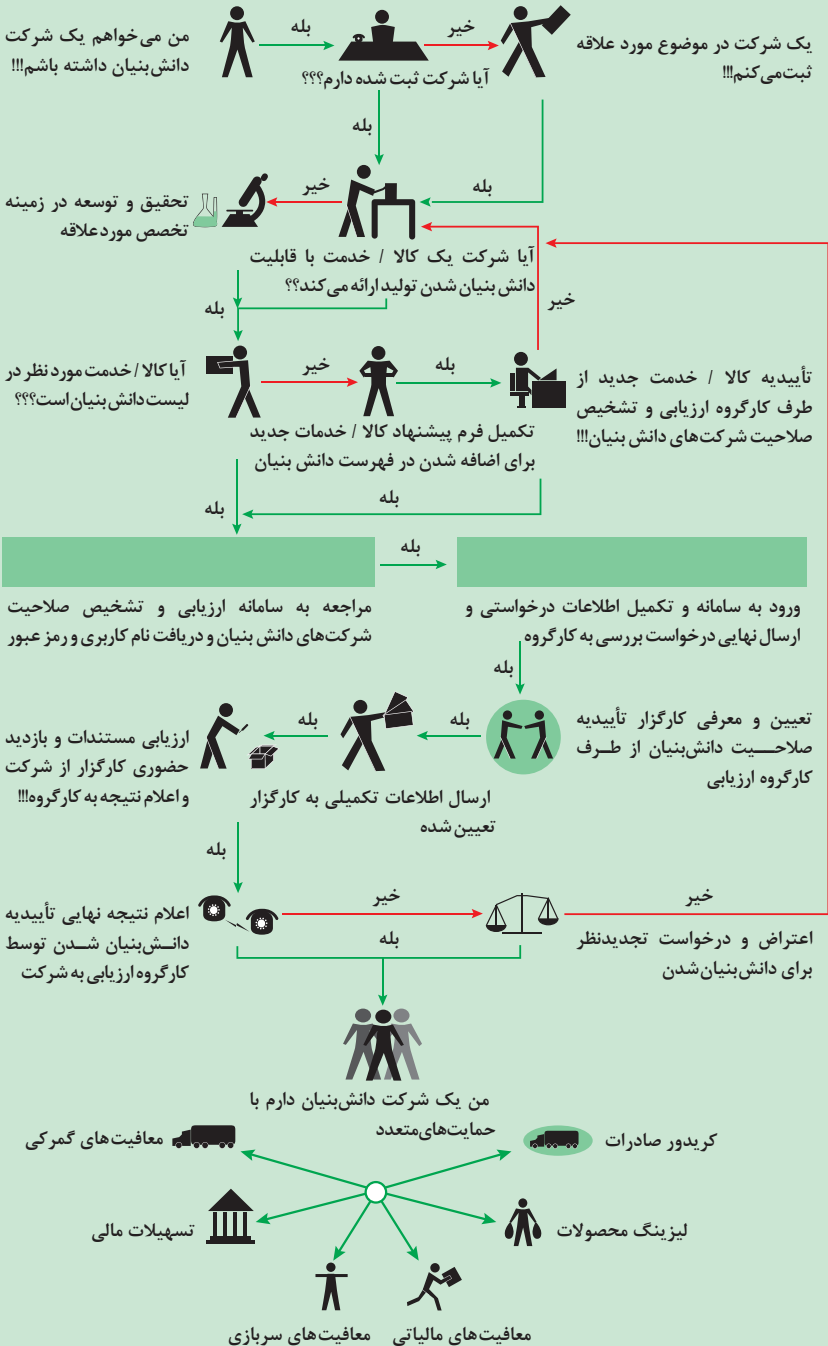 من می‌خواهم یک شرکت
دانش‌بنیان داشته باشم!!!
بله
آیا شرکت ثبت شده دارم؟؟؟
خیر
یک شرکت در موضوع مورد علاقه
ثبت‌می‌کنم!!!
بله
بله
خیر
تحقیق و توسعه در زمینه
تخصص مورد علاقه
آیا شرکت یک کالا / خدمت با قابلیت
دانش‌بنیان شدن تولید ارائه می‌کند؟؟
خیر
بله
آیا کالا / خدمت مورد نظر در
لیست دانش‌بنیان است؟؟؟
خیر
بله
تکمیل فرم پیشنهاد کالا / خدمات جدید
برای اضافه شدن در فهرست دانش بنیان
تأییدیه کالا / خدمت جدید از
طرف کارگروه ارزیابی و تشخیص
صلاحیت شرکت‌های دانش بنیان!!!
بله
بله
بله
مراجعه به سامانه ارزیابی و تشخیص صلاحیت
شرکت‌های دانش بنیان و دریافت نام کاربری و رمز عبور
ورود به سامانه و تکمیل اطلاعات درخواستی و
ارسال نهایی درخواست بررسی به کارگروه
بله
تعیین و معرفی کارگزار تأییدیه
صلاحـــیت دانش‌بنیان از طــرف
کارگروه ارزیابی
بله
ارسال اطلاعات تکمیلی به کارگزار
تعیین شده
بله
ارزیابی مستندات و بازدید
حضوری کارگزار از شرکت
و اعلام نتیجه به کارگروه!!!
بله
اعلام نتیجه نهایی تأییدیه
دانــش‌بنیان شــدن توسط
کارگروه ارزیابی به شرکت
خیر
بله
خیر
اعتراض و درخواست تجدیدنظر
برای دانش‌بنیان‌شدن
من یک شرکت دانش‌بنیان دارم با
حمایت‌های‌متعدد
کریدور صادرات
معافیت‌های گمرکی
لیزینگ محصولات
تسهیلات مالی
معافیت‌های مالیاتی
معافیت‌های سربازی